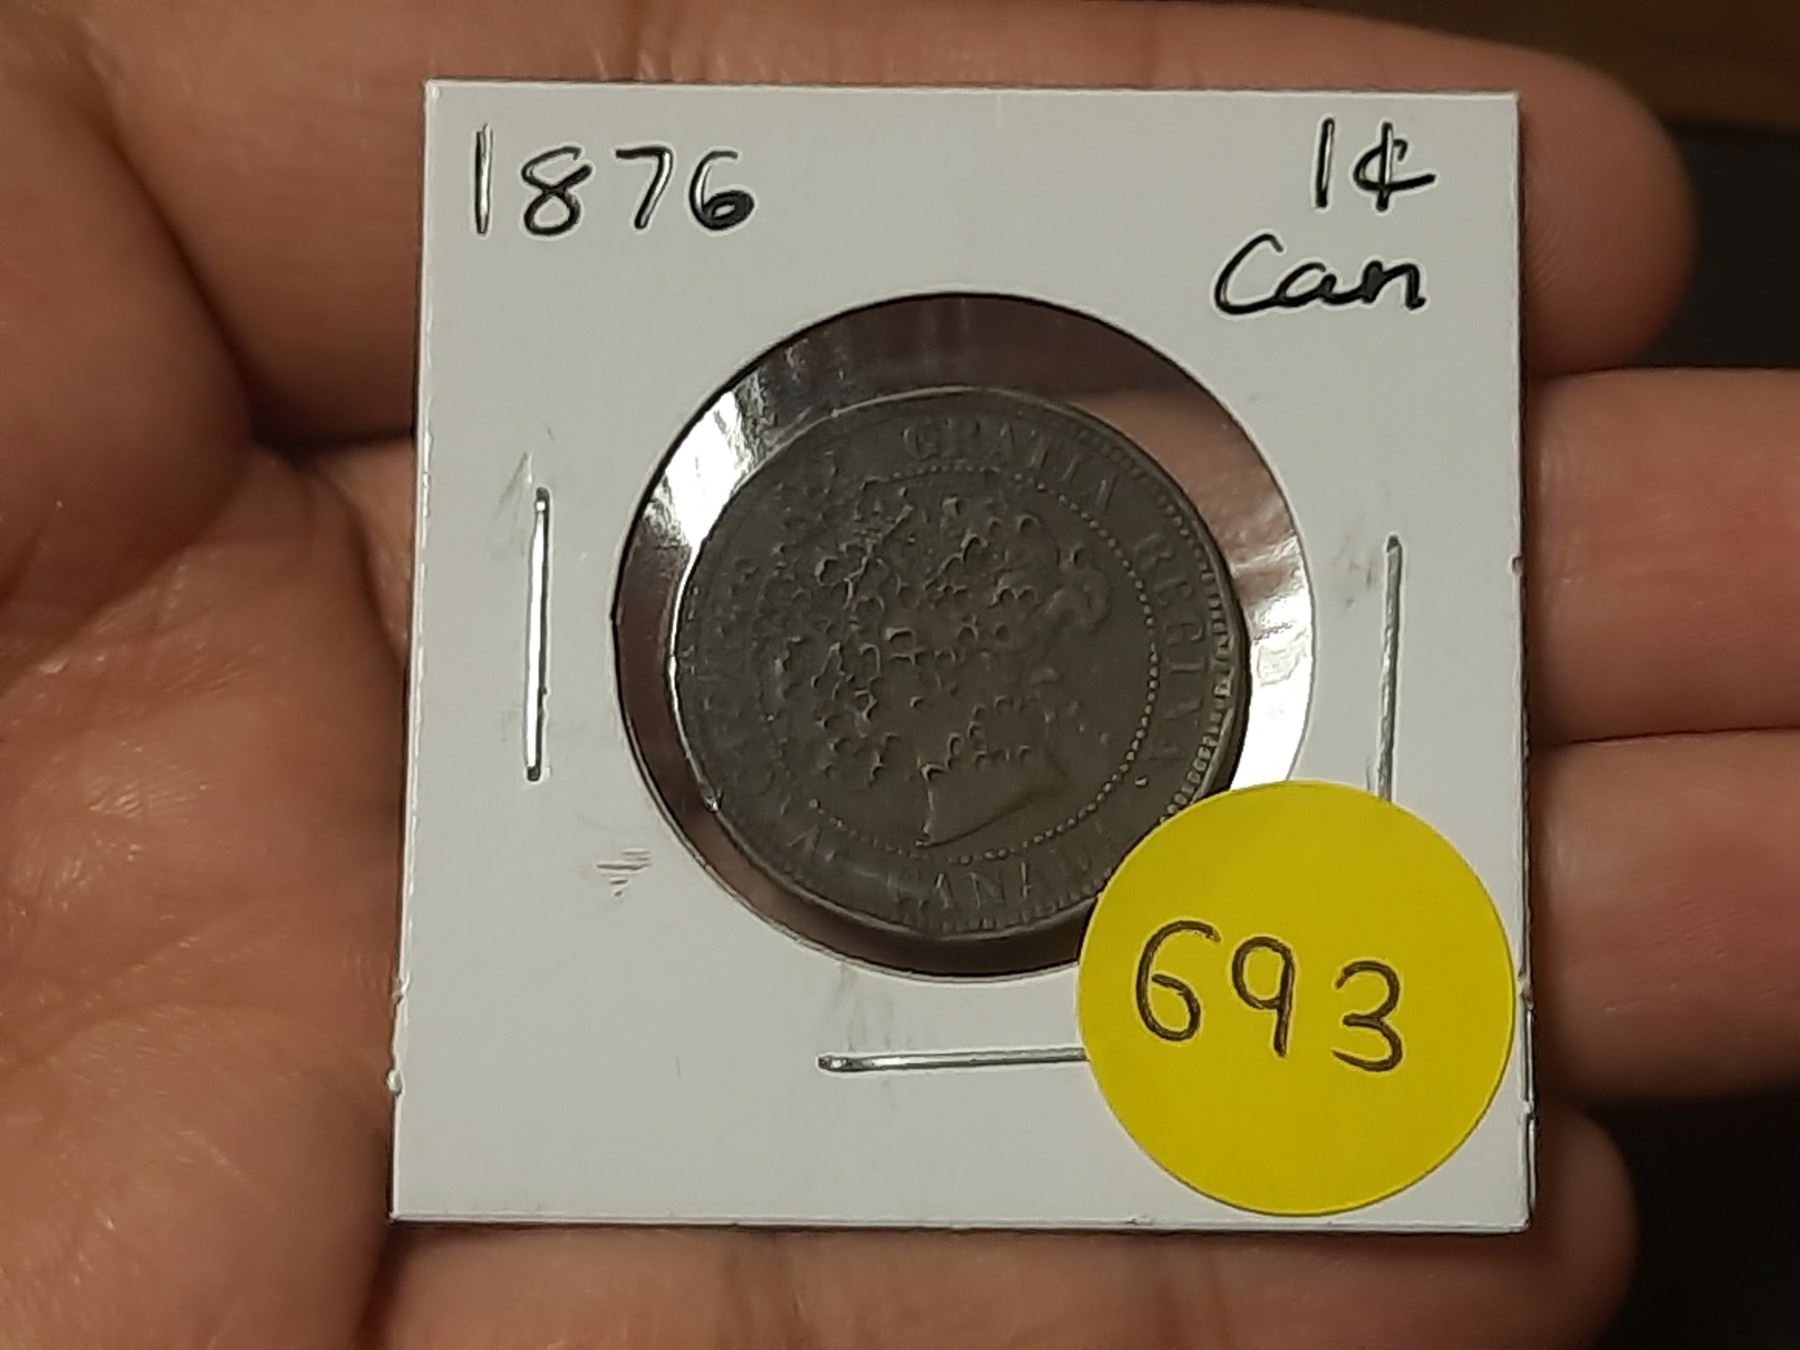 1876
1¢
Can
GRATIA REGINA.
CANADA
693